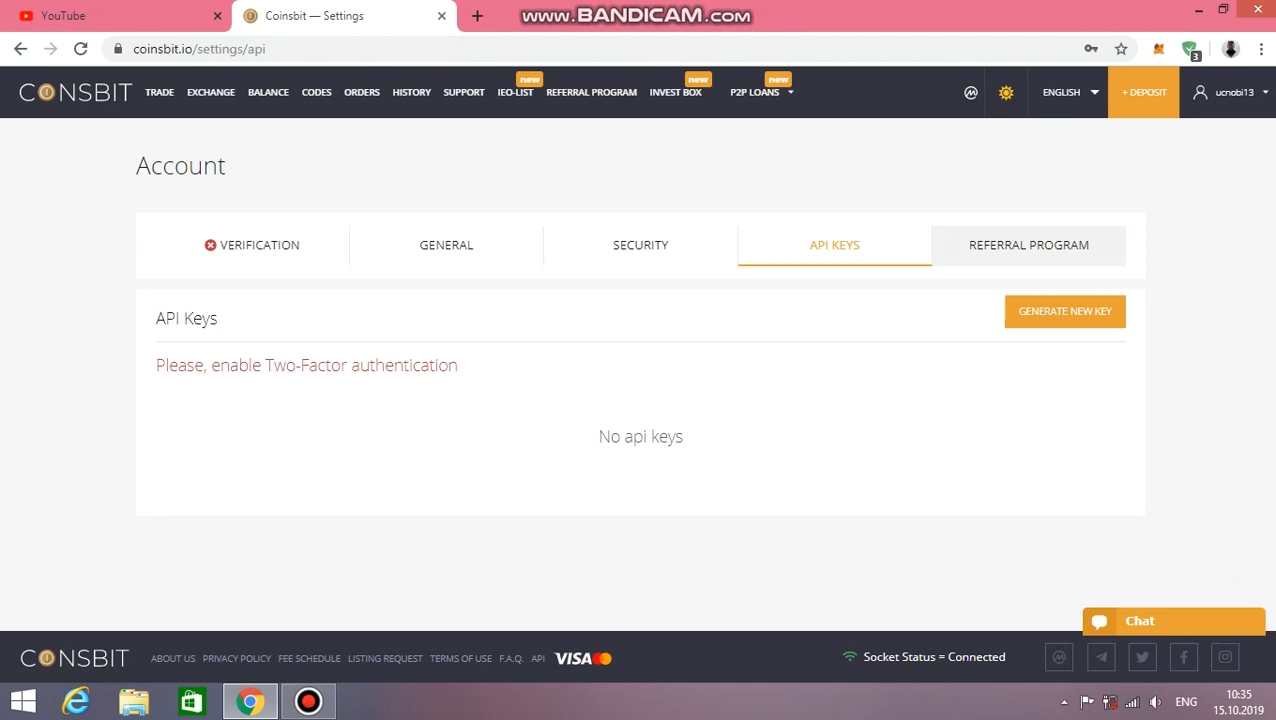 YouTube
Coinsbit — Settings
www.BANDICAM.com
coinsbit.io/settings/api
3
CONSBIT
TRADE
EXCHANGE
BALANCE
CODES
ORDERS
HISTORY
SUPPORT
new
IEO-LIST
REFERRAL PROGRAM
new
INVEST BOX
new
P2P LOANS
ENGLISH
+ DEPOSIT
ucnobi13
Account
VERIFICATION
GENERAL
SECURITY
API KEYS
REFERRAL PROGRAM
API Keys
GENERATE NEW KEY
Please, enable Two-Factor authentication
No api keys
Chat
CONSBIT
ABOUT US
PRIVACY POLICY
FEE SCHEDULE
LISTING REQUEST
TERMS OF USE
F.A.Q.
API
VISA
Socket Status = Connected
ENG
10:35
15.10.2019